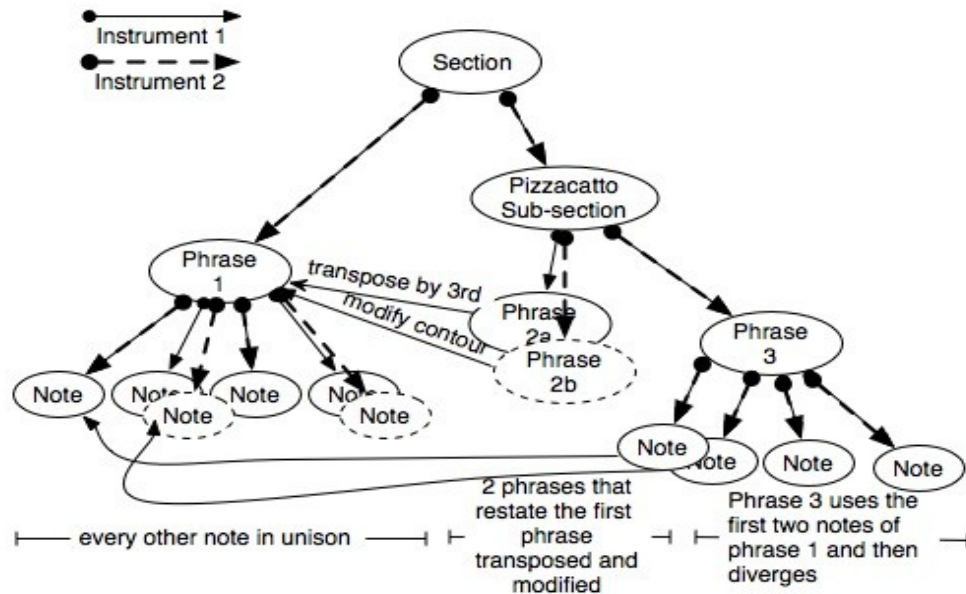 Instrument 1
Instrument 2
Section
Pizzacatto
Sub-section
Phrase
1
transpose by 3rd
modify contour
Phrase
2a
Phrase
2b
Phrase
3
Note
Note
Note
Note
Note
Note
Note
Note
Note
Note
every other note in unison
2 phrases that
restate the first
phrase
transposed and
modified
Phrase 3 uses the
first two notes of
phrase 1 and then
diverges